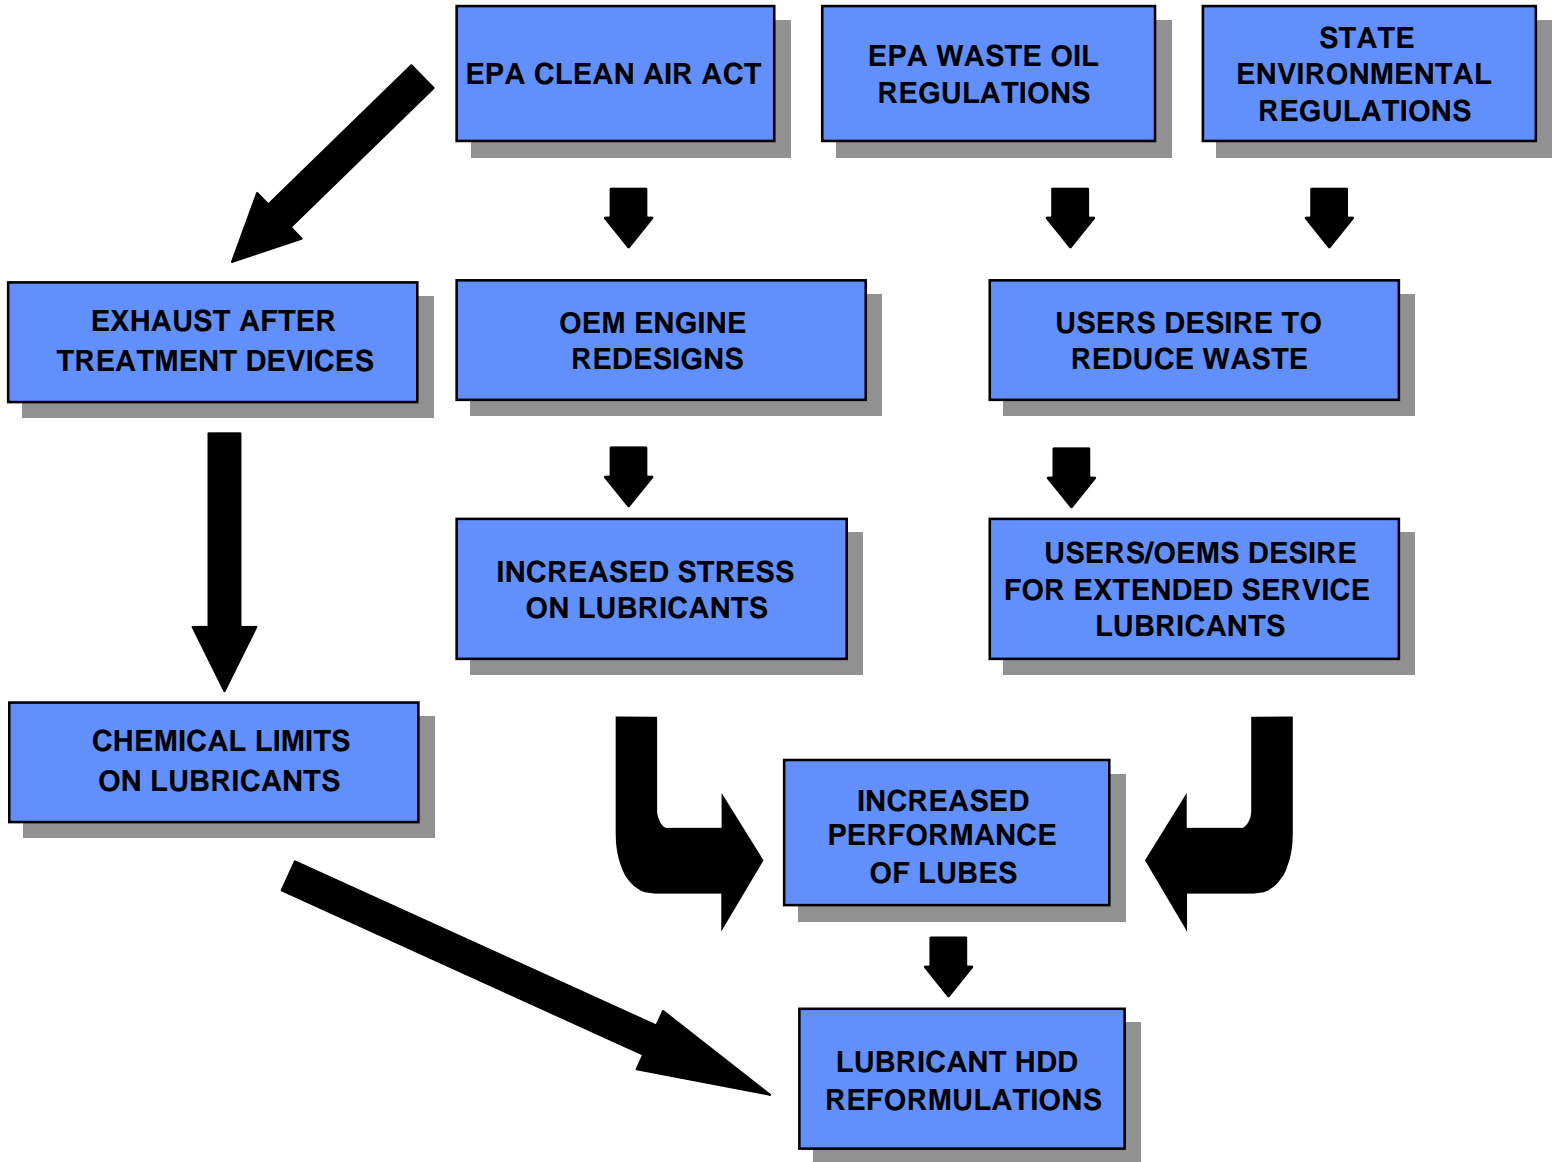 EPA CLEAN AIR ACT
EPA WASTE OIL
REGULATIONS
STATE
ENVIRONMENTAL
REGULATIONS
EXHAUST AFTER
TREATMENT DEVICES
OEM ENGINE
REDESIGNS
USERS DESIRE TO
REDUCE WASTE
INCREASED STRESS
ON LUBRICANTS
USERS/OEMS DESIRE
FOR EXTENDED SERVICE
LUBRICANTS
CHEMICAL LIMITS
ON LUBRICANTS
INCREASED
PERFORMANCE
OF LUBES
LUBRICANT HDD
REFORMULATIONS